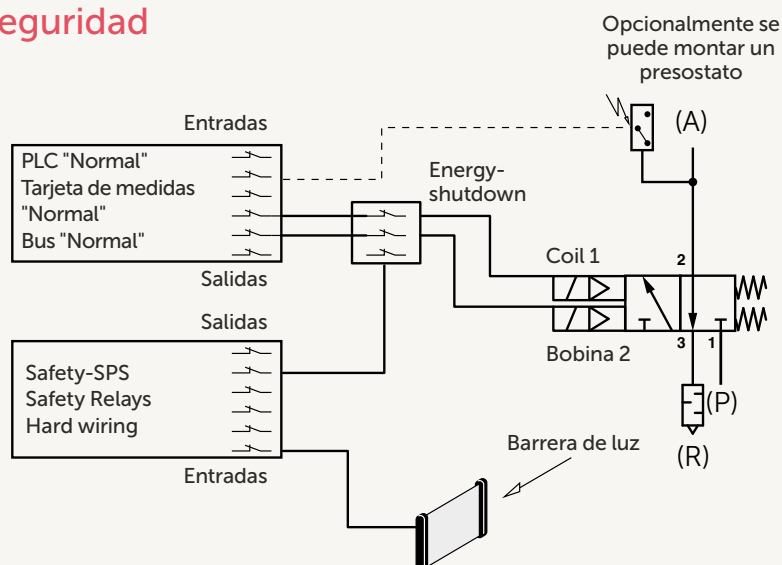 eguridad
Opcionalmente se
puede montar un
presostato
(A)
Entradas
PLC "Normal"
Tarjeta de medidas
"Normal"
Bus "Normal"
Energy-
shutdown
Salidas
Coil 1
2
Bobina 2
3
1
(P)
(R)
Salidas
Safety-SPS
Safety Relays
Hard wiring
Entradas
Barrera de luz